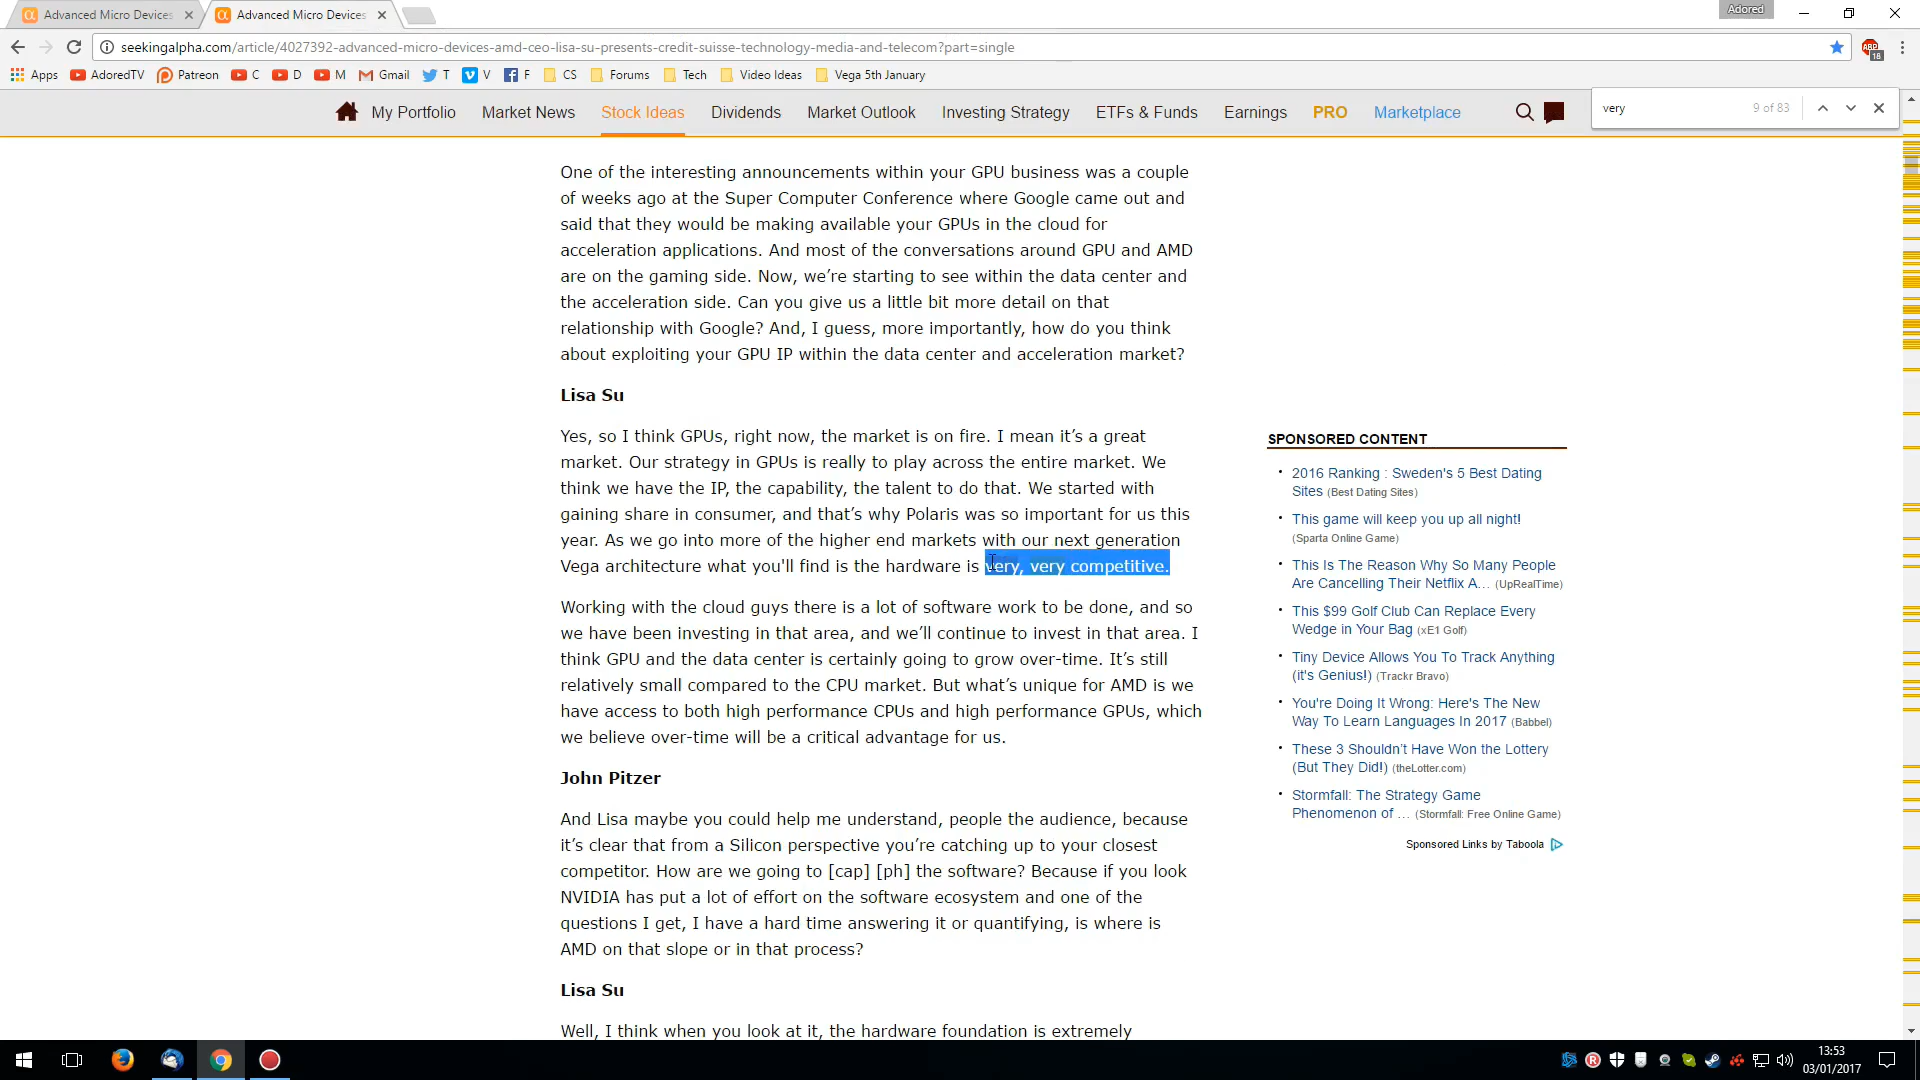 Advanced Micro Devices
Advanced Micro Devices
Adored
seekingalpha.com/article/4027392-advanced-micro-devices-amd-ceo-lisa-su-presents-credit-suisse-technology-media-and-telecom?part=single
ABP
18
Apps AdoredTV Patreon C D M Gmail T V F CS Forums Tech Video Ideas Vega 5th January
My Portfolio Market News Stock Ideas Dividends Market Outlook Investing Strategy ETFs & Funds Earnings PRO Marketplace
very 9 of 83
One of the interesting announcements within your GPU business was a couple
of weeks ago at the Super Computer Conference where Google came out and
said that they would be making available your GPUs in the cloud for
acceleration applications. And most of the conversations around GPU and AMD
are on the gaming side. Now, we’re starting to see within the data center and
the acceleration side. Can you give us a little bit more detail on that
relationship with Google? And, I guess, more importantly, how do you think
about exploiting your GPU IP within the data center and acceleration market?
Lisa Su
Yes, so I think GPUs, right now, the market is on fire. I mean it’s a great
market. Our strategy in GPUs is really to play across the entire market. We
think we have the IP, the capability, the talent to do that. We started with
gaining share in consumer, and that’s why Polaris was so important for us this
year. As we go into more of the higher end markets with our next generation
Vega architecture what you'll find is the hardware is very, very competitive.
Working with the cloud guys there is a lot of software work to be done, and so
we have been investing in that area, and we’ll continue to invest in that area. I
think GPU and the data center is certainly going to grow over-time. It’s still
relatively small compared to the CPU market. But what’s unique for AMD is we
have access to both high performance CPUs and high performance GPUs, which
we believe over-time will be a critical advantage for us.
John Pitzer
And Lisa maybe you could help me understand, people the audience, because
it’s clear that from a Silicon perspective you’re catching up to your closest
competitor. How are we going to [cap] [ph] the software? Because if you look
NVIDIA has put a lot of effort on the software ecosystem and one of the
questions I get, I have a hard time answering it or quantifying, is where is
AMD on that slope or in that process?
Lisa Su
Well, I think when you look at it, the hardware foundation is extremely
SPONSORED CONTENT
2016 Ranking : Sweden's 5 Best Dating
Sites (Best Dating Sites)
This game will keep you up all night!
(Sparta Online Game)
This Is The Reason Why So Many People
Are Cancelling Their Netflix A... (UpRealTime)
This $99 Golf Club Can Replace Every
Wedge in Your Bag (xE1 Golf)
Tiny Device Allows You To Track Anything
(it's Genius!) (Trackr Bravo)
You're Doing It Wrong: Here's The New
Way To Learn Languages In 2017 (Babbel)
These 3 Shouldn’t Have Won the Lottery
(But They Did!) (theLotter.com)
Stormfall: The Strategy Game
Phenomenon of ... (Stormfall: Free Online Game)
Sponsored Links by Taboola
13:53
03/01/2017